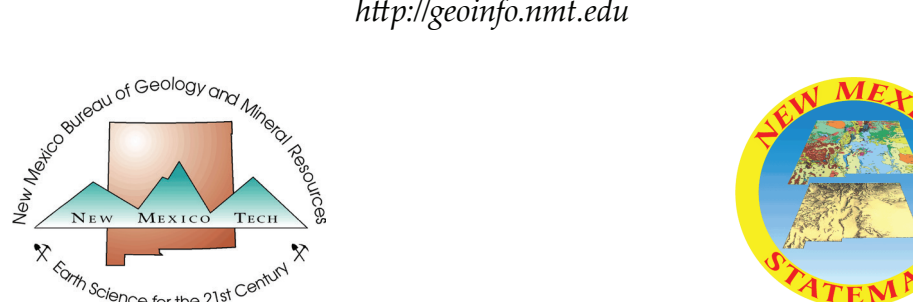 http://geoinfo.nmt.edu
New Mexico Bureau of Geology and Mineral Resources
NEW MEXICO TECH
Earth Science for the 21st Century
NEW MEXI
STATEMA